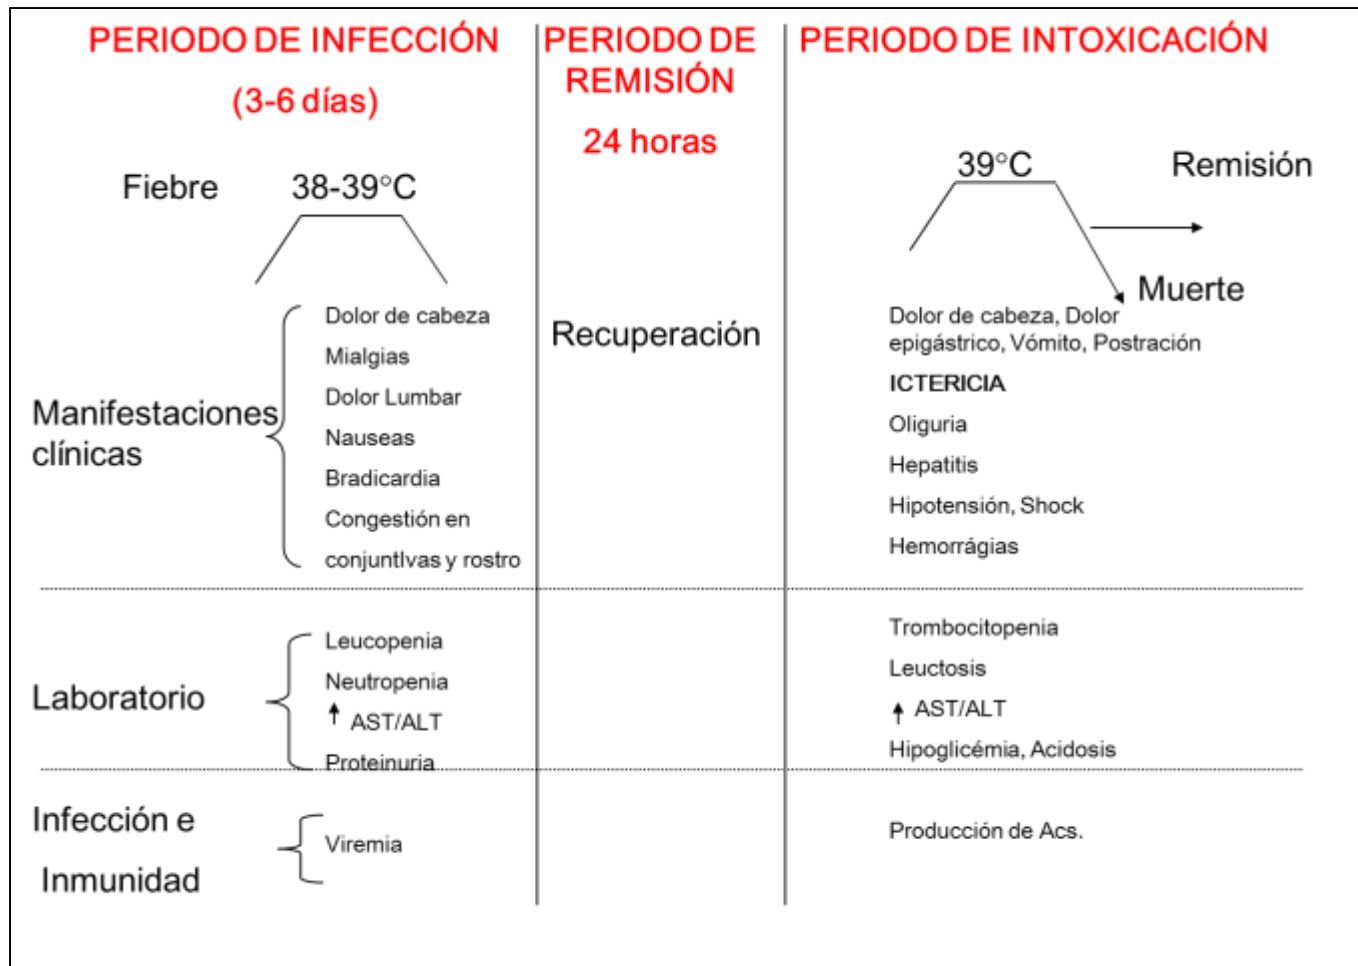 PERIODO DE INFECCIÓN
(3-6 días)
PERIODO DE
REMISIÓN
24 horas
PERIODO DE INTOXICACIÓN
Fiebre
38-39°C
39°C
Remisión
Muerte
Manifestaciones
clínicas
Dolor de cabeza
Mialgias
Dolor Lumbar
Nauseas
Bradicardia
Congestión en
conjuntIvas y rostro
Recuperación
Dolor de cabeza, Dolor
epigástrico, Vómito, Postración
ICTERICIA
Oliguria
Hepatitis
Hipotensión, Shock
Hemorrágias
Laboratorio
Leucopenia
Neutropenia
↑ AST/ALT
Proteinuria
Trombocitopenia
Leuctosis
↑ AST/ALT
Hipoglicémia, Acidosis
Infección e
Inmunidad
Viremia
Producción de Acs.